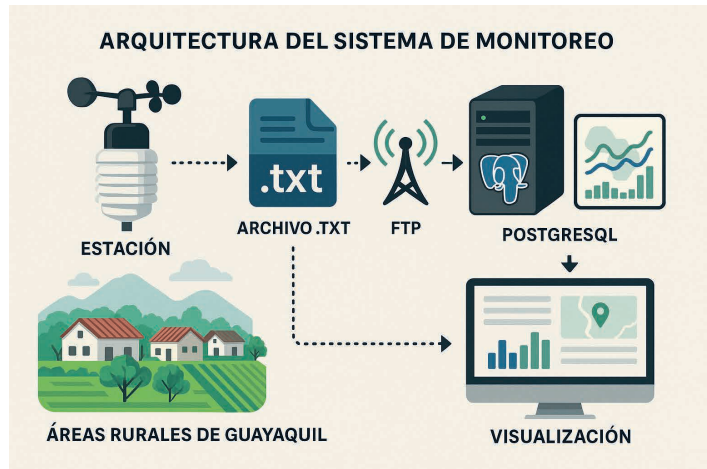 ARQUITECTURA DEL SISTEMA DE MONITOREO
.txt
ESTACIÓN
ARCHIVO .TXT
FTP
POSTGRESQL
ÁREAS RURALES DE GUAYAQUIL
VISUALIZACIÓN